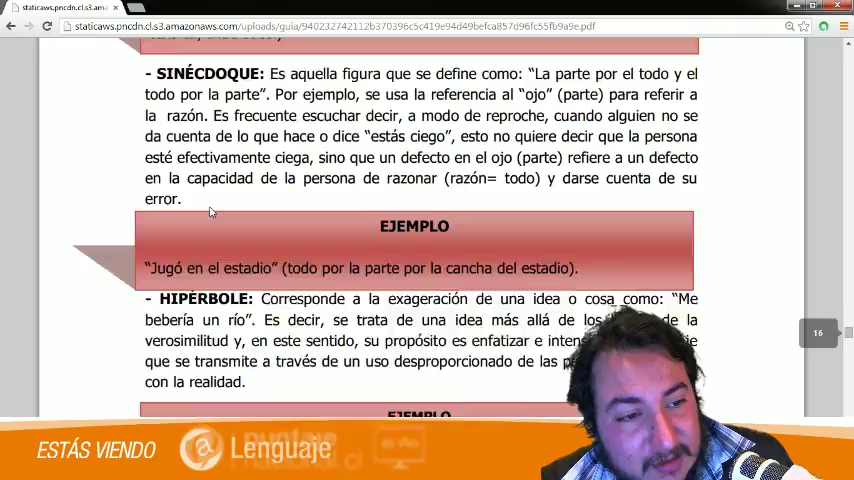 staticaws.pncdn.cl.s3.ama
staticaws.pncdn.cl.s3.amazonaws.com/uploads/guia/940232742112b370396c5c419e94d49befca857d96fc55fb9a9e.pdf
- SINÉCDOQUE: Es aquella figura que se define como: "La parte por el todo y el
todo por la parte". Por ejemplo, se usa la referencia al "ojo" (parte) para referir a
la razón. Es frecuente escuchar decir, a modo de reproche, cuando alguien no se
da cuenta de lo que hace o dice "estás ciego", esto no quiere decir que la persona
esté efectivamente ciega, sino que un defecto en el ojo (parte) refiere a un defecto
en la capacidad de la persona de razonar (razón= todo) y darse cuenta de su
error.
EJEMPLO
"Jugó en el estadio" (todo por la parte por la cancha del estadio).
- HIPÉRBOLE: Corresponde a la exageración de una idea o cosa como: "Me
bebería un río". Es decir, se trata de una idea más allá de los de la
verosimilitud y, en este sentido, su propósito es enfatizar e
que se transmite a través de un uso desproporcionado de las
con la realidad.
16
EJEMPLO
ESTÁS VIENDO Lenguaje